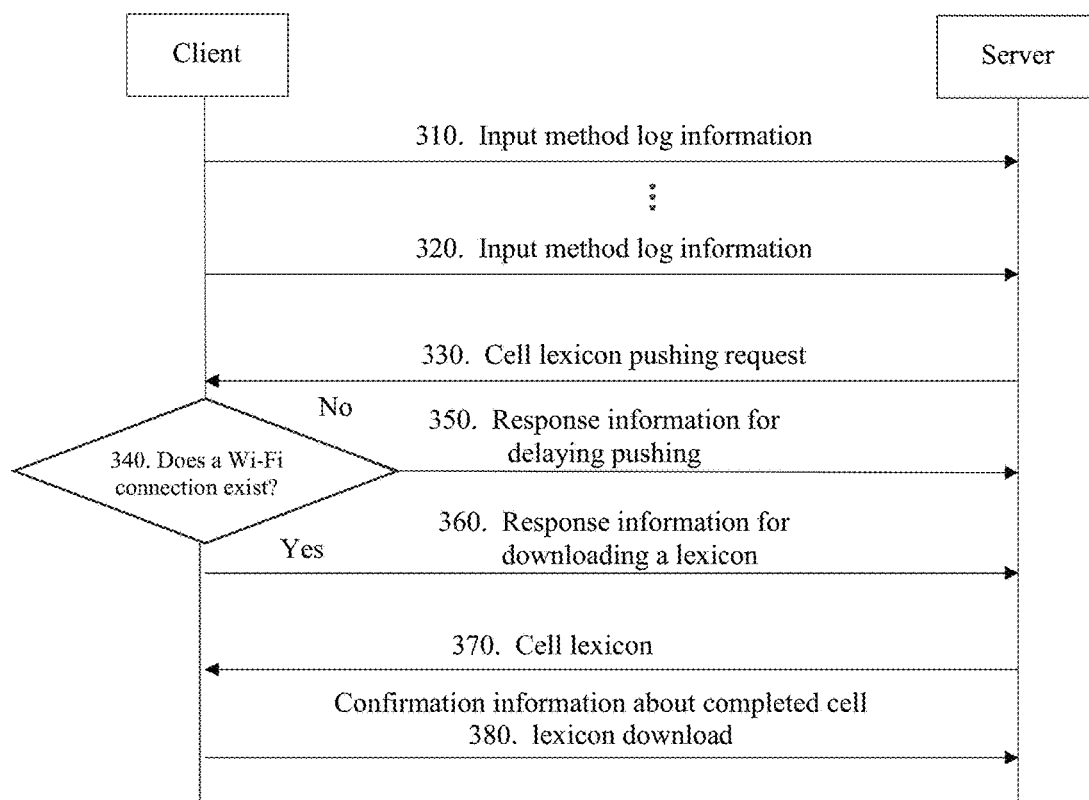 Client
Server
310. Input method log information
320. Input method log information
330. Cell lexicon pushing request
No
350. Response information for
delaying pushing
340. Does a Wi-Fi
connection exist?
360. Response information for
downloading a lexicon
Yes
370. Cell lexicon
Confirmation information about completed cell
380. lexicon download